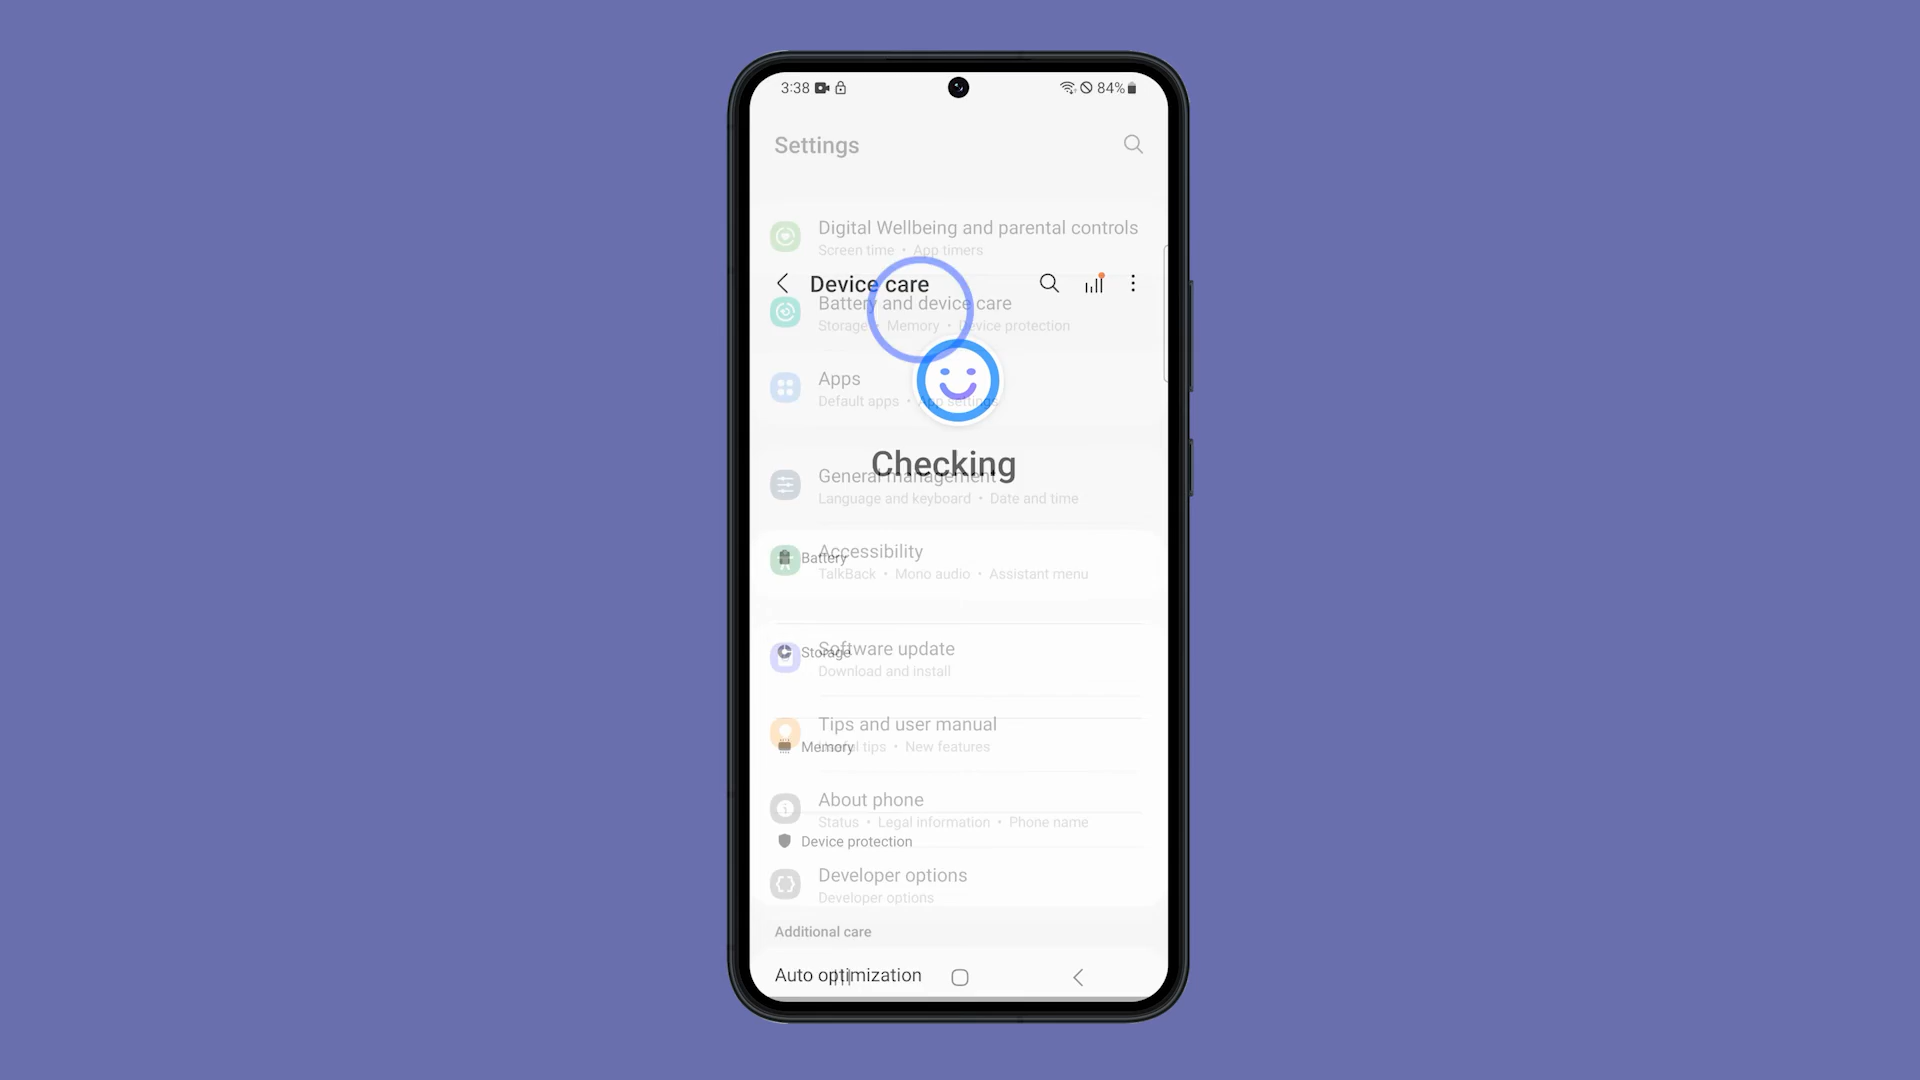 3:38
84%
Settings
Digital Wellbeing and parental controls
Screen time • App timers
Device care
Battery and device care
Storage • Memory • Device protection
Apps
Default apps • App settings
Checking
General management
Language and keyboard • Date and time
Accessibility
Battery
TalkBack • Mono audio • Assistant menu
Software update
Storage
Download and install
Tips and user manual
Memory
tips • New features
About phone
Status • Legal information • Phone name
Device protection
Developer options
Developer options
Additional care
Auto optimization